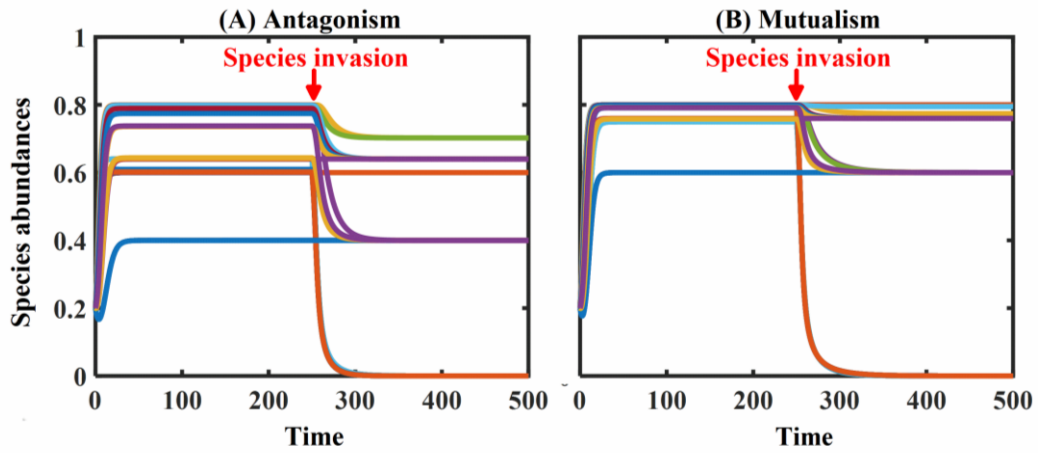 (A) Antagonism
Species invasion
Species abundances
1
0.8
0.6
0.4
0.2
0
0 100 200 300 400 500
Time
(B) Mutualism
Species invasion
0 100 200 300 400 500
Time